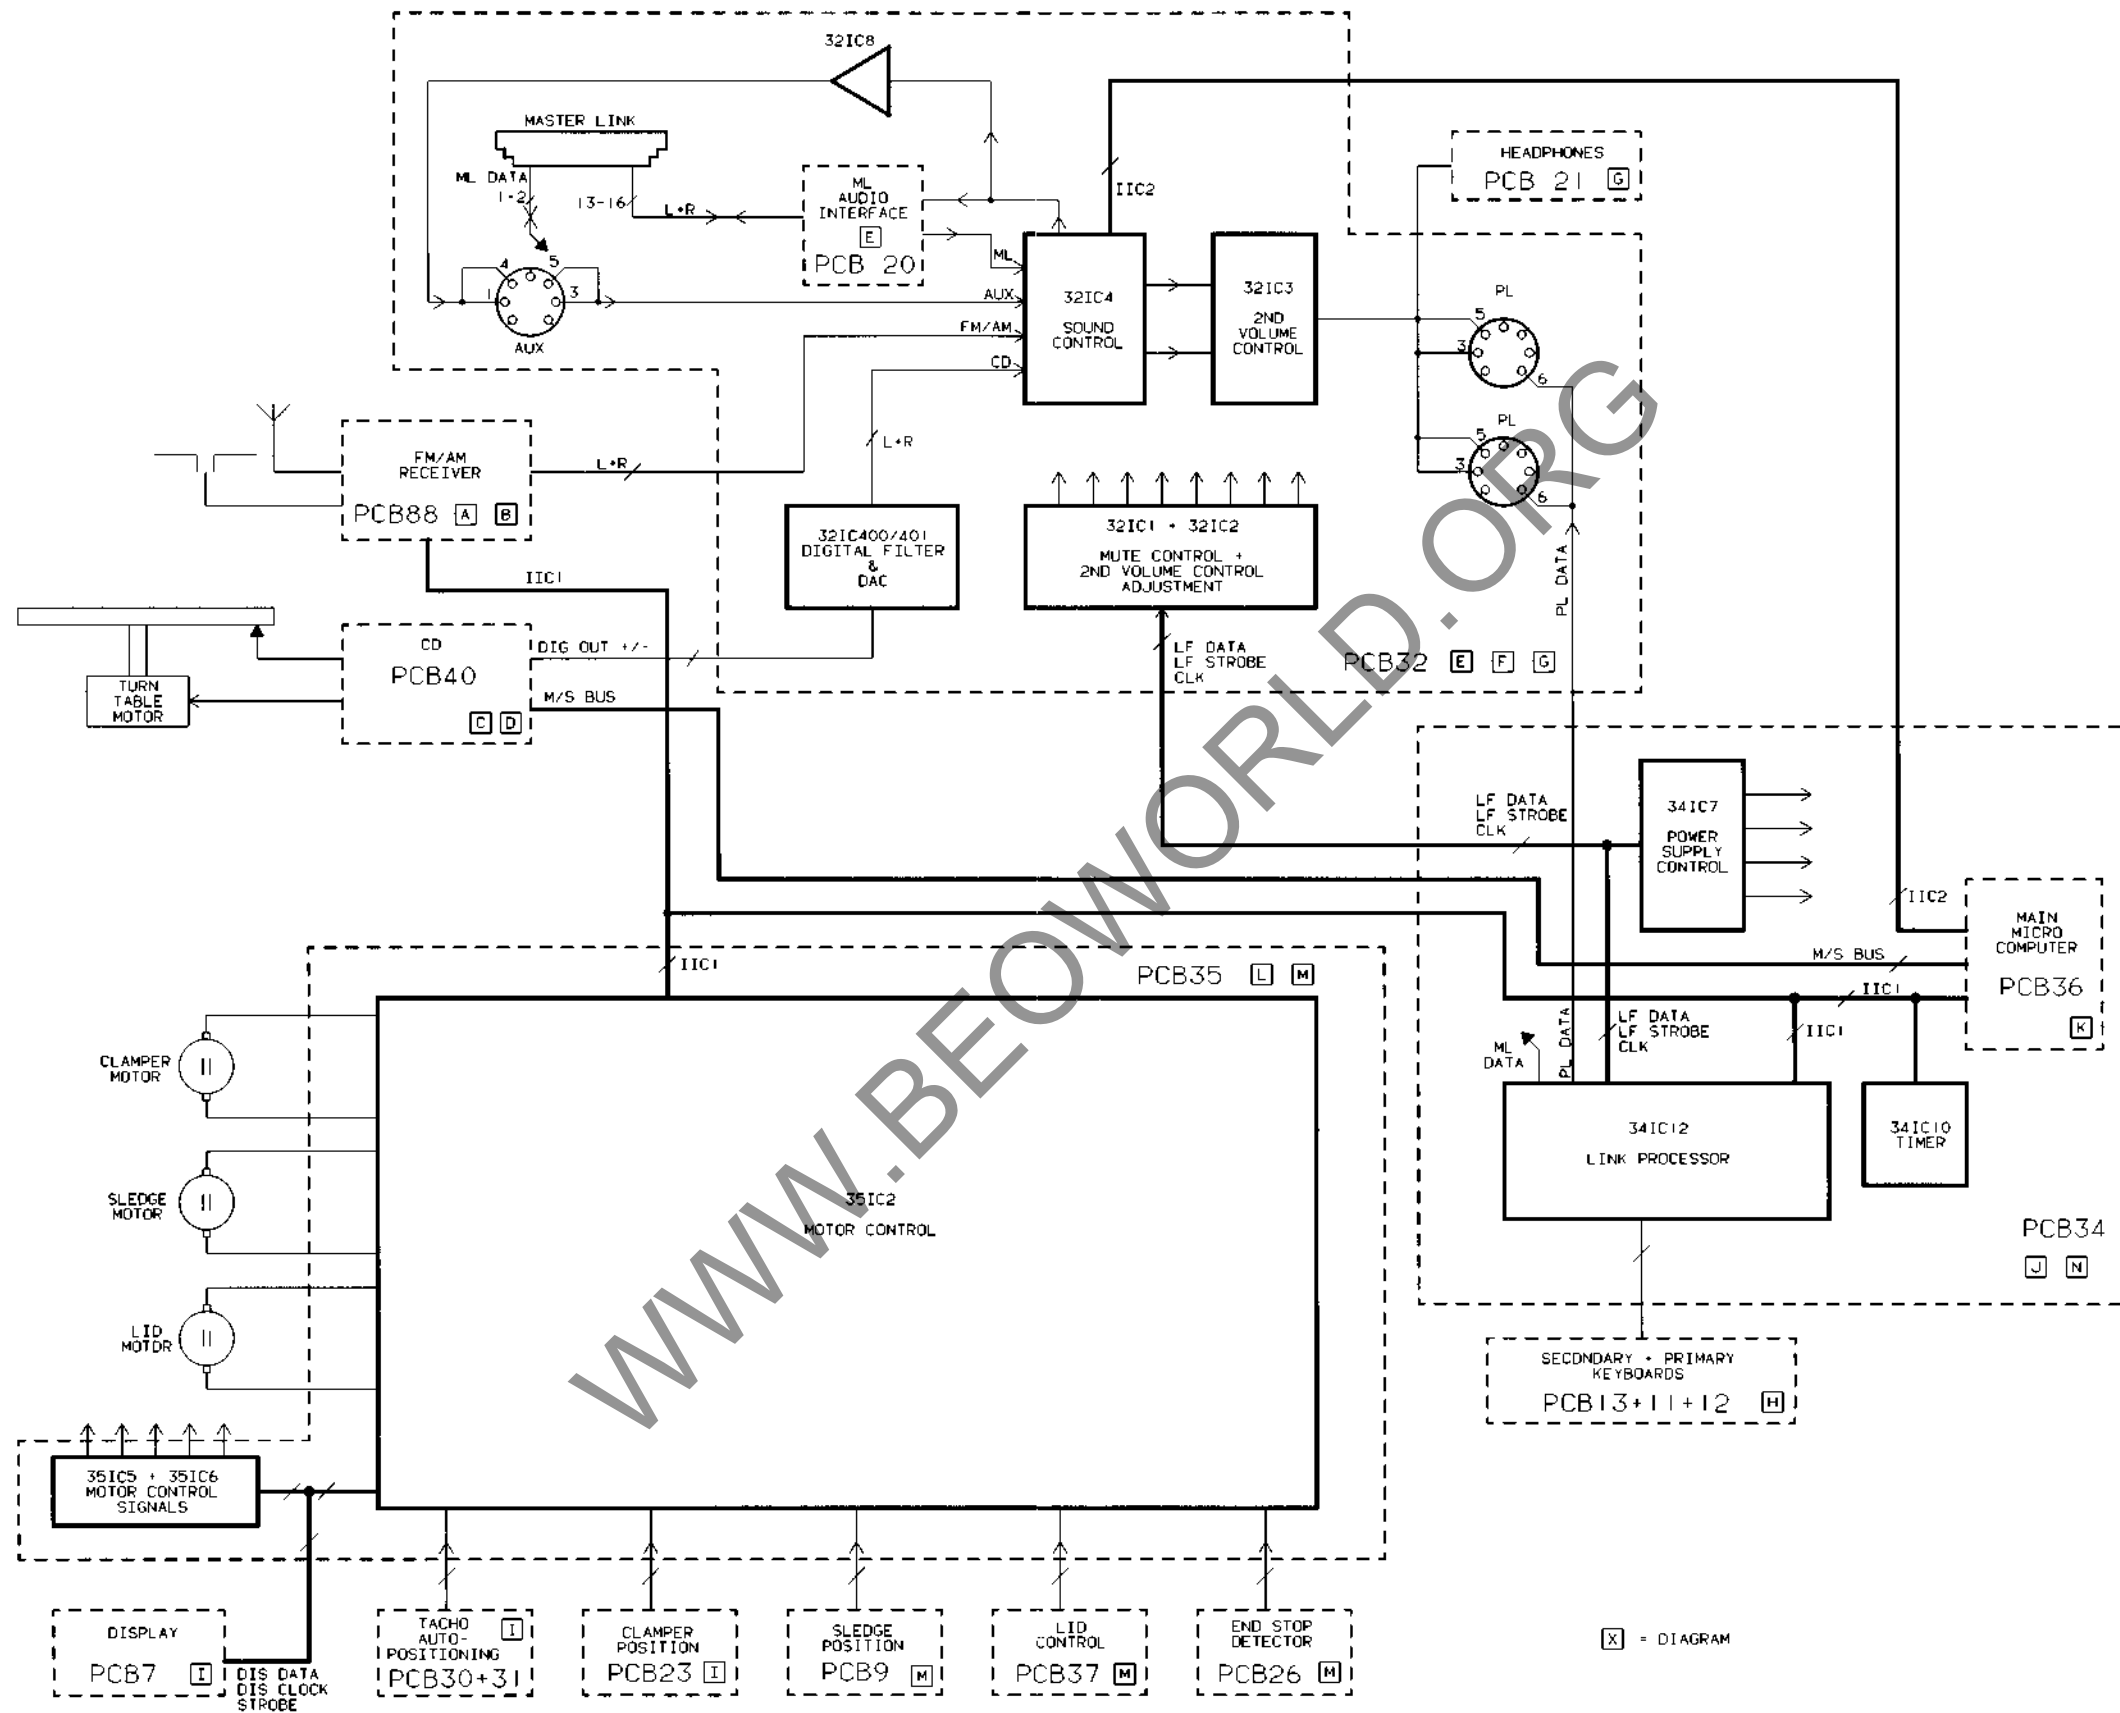 32IC8
MASTER LINK
ML DATA
1-2
13-16
L+R
ML
AUDIO
INTERFACE
E
PCB 20
IIC2
HEADPHONES
PCB 21 G
4
5
1
3
AUX
ML
AUX
FM/AM
CD
32IC4
SOUND
CONTROL
32IC3
2ND
VOLUME
CONTROL
PL
5
3
6
PL
5
3
6
FM/AM
RECEIVER
PCB88 A B
L+R
L+R
IIC1
32IC400/401
DIGITAL FILTER
&
DAC
32IC1 + 32IC2
MUTE CONTROL +
2ND VOLUME CONTROL
ADJUSTMENT
PL DATA
TURN
TABLE
MOTOR
CD
PCB40
C D
DIG OUT +/-
M/S BUS
LF DATA
LF STROBE
CLK
PCB32 E F G
LF DATA
LF STROBE
CLK
34IC7
POWER
SUPPLY
CONTROL
IIC2
MAIN
MICRO
COMPUTER
PCB36
K
M/S BUS
IIC1
IIC1
PCB35 L M
ML
DATA
PL DATA
LF DATA
LF STROBE
CLK
IIC1
34IC12
LINK PROCESSOR
34IC10
TIMER
PCB34
J N
CLAMPER
MOTOR
SLEDGE
MOTOR
LID
MOTOR
35IC2
MOTOR CONTROL
SECONDARY + PRIMARY
KEYBOARDS
PCB13+11+12 H
35IC5 + 35IC6
MOTOR CONTROL
SIGNALS
DISPLAY
PCB7 I
DIS DATA
DIS CLOCK
STROBE
TACHO
AUTO-
POSITIONING
I
PCB30+31
CLAMPER
POSITION
PCB23 I
SLEDGE
POSITION
PCB9 M
LID
CONTROL
PCB37 M
END STOP
DETECTOR
PCB26 M
X = DIAGRAM
WWW.BEOWORLD.ORG